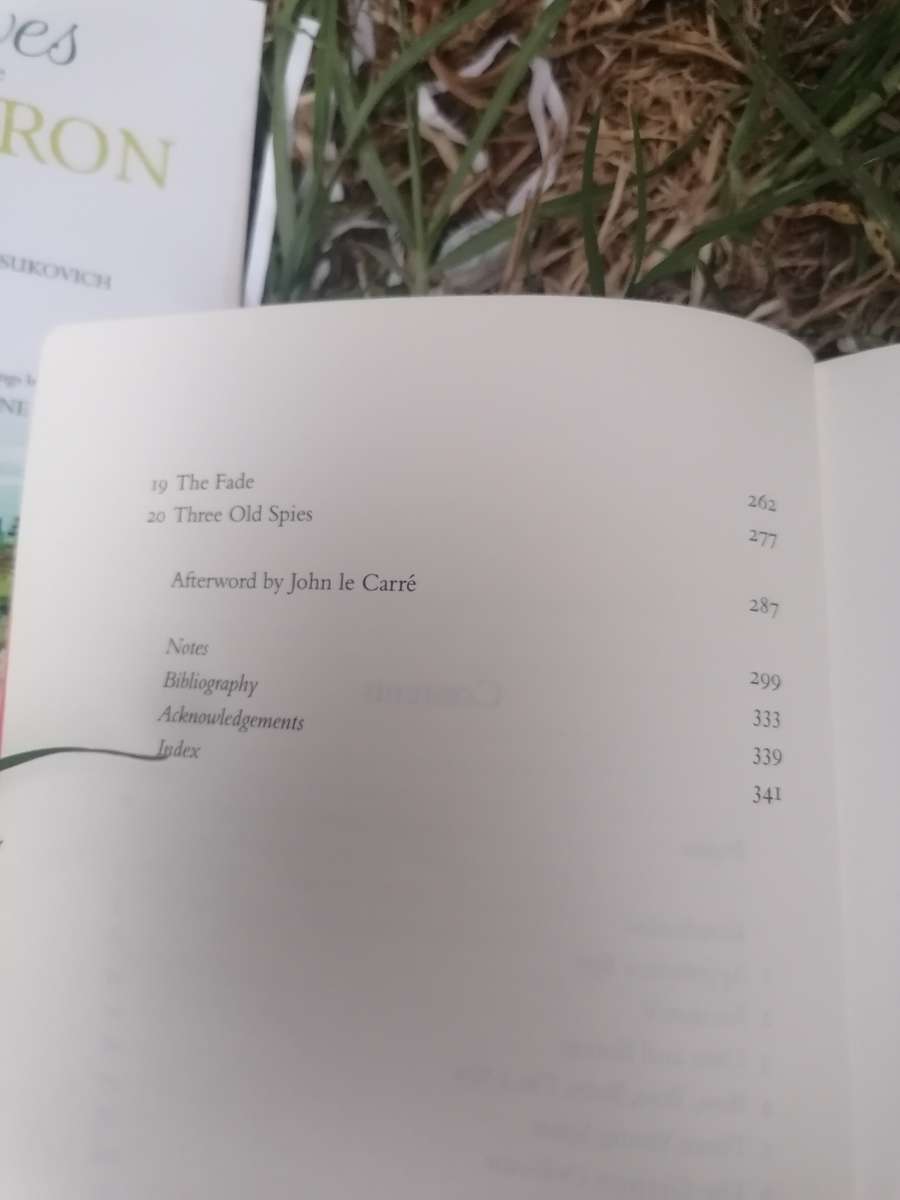 ves
RON
SUKOVICH
NE
19 The Fade 262
20 Three Old Spies 277
Afterword by John le Carré 287
Notes 299
Bibliography 333
Acknowledgements 339
Index 341